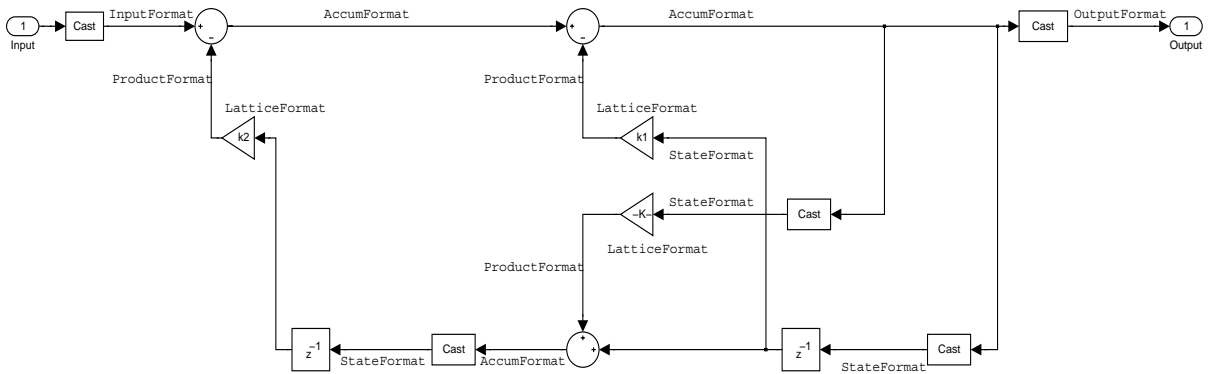 InputFormat
AccumFormat
AccumFormat
OutputFormat
1
Cast
+
−
+
−
Cast
1
Input
Output
ProductFormat
ProductFormat
LatticeFormat
LatticeFormat
k2
k1
StateFormat
StateFormat
−K−
Cast
LatticeFormat
ProductFormat
+
z−1
Cast
+
z−1
Cast
StateFormat
AccumFormat
StateFormat